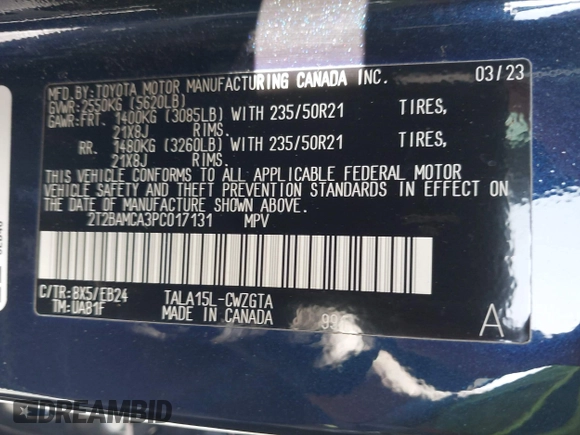 MFD.BY:TOYOTA MOTOR MANUFACTURING CANADA INC. 03/23
GVWR:2550KG (5620LB)
GAWR:FRT. 1400KG (3085LB) WITH 235/50R21 TIRES,
21X8J RIMS.
RR. 1480KG (3260LB) WITH 235/50R21 TIRES,
21X8J RIMS.
THIS VEHICLE CONFORMS TO ALL APPLICABLE FEDERAL MOTOR
VEHICLE SAFETY AND THEFT PREVENTION STANDARDS IN EFFECT ON
THE DATE OF MANUFACTURE SHOWN ABOVE.
2T2BAMCA3PC017131 MPV
C/TR:8X5/EB24 TALA15L-CWZGTA
TM:UA81F MADE IN CANADA 99 A
DREAMBID